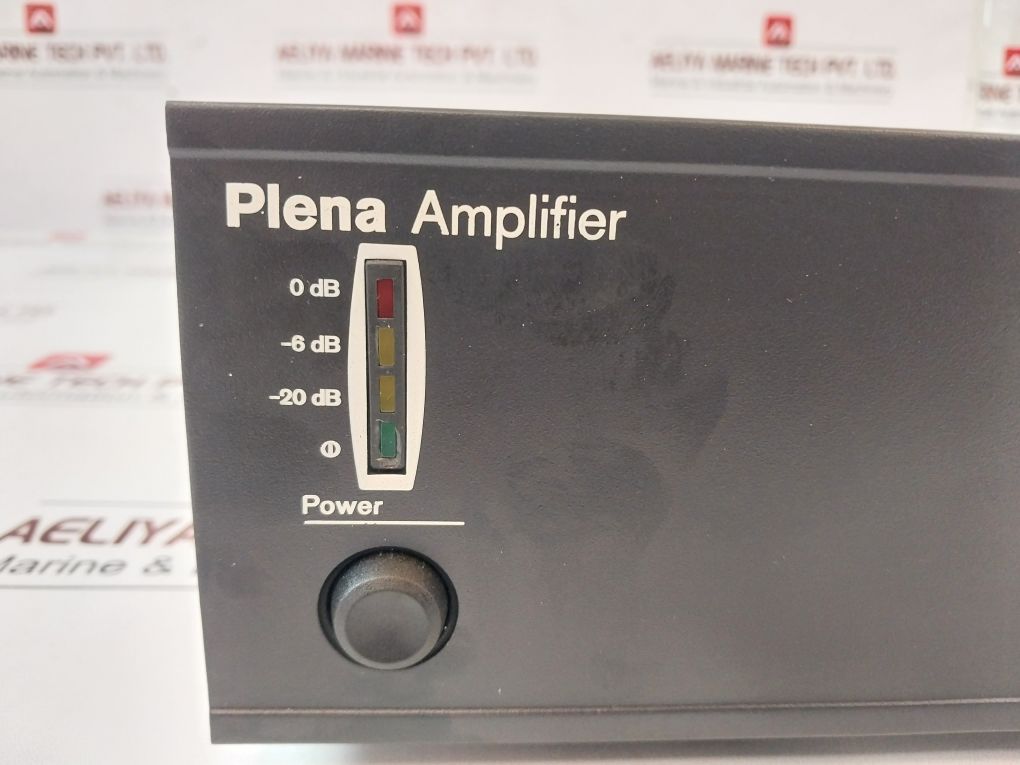 AELIYA MARINE TECH PVT. LTD.
AELIYA MARINE TECH PVT. LTD
Plena Amplifier
0 dB
-6 dB
-20 dB
Power
AELIYA
Marine &